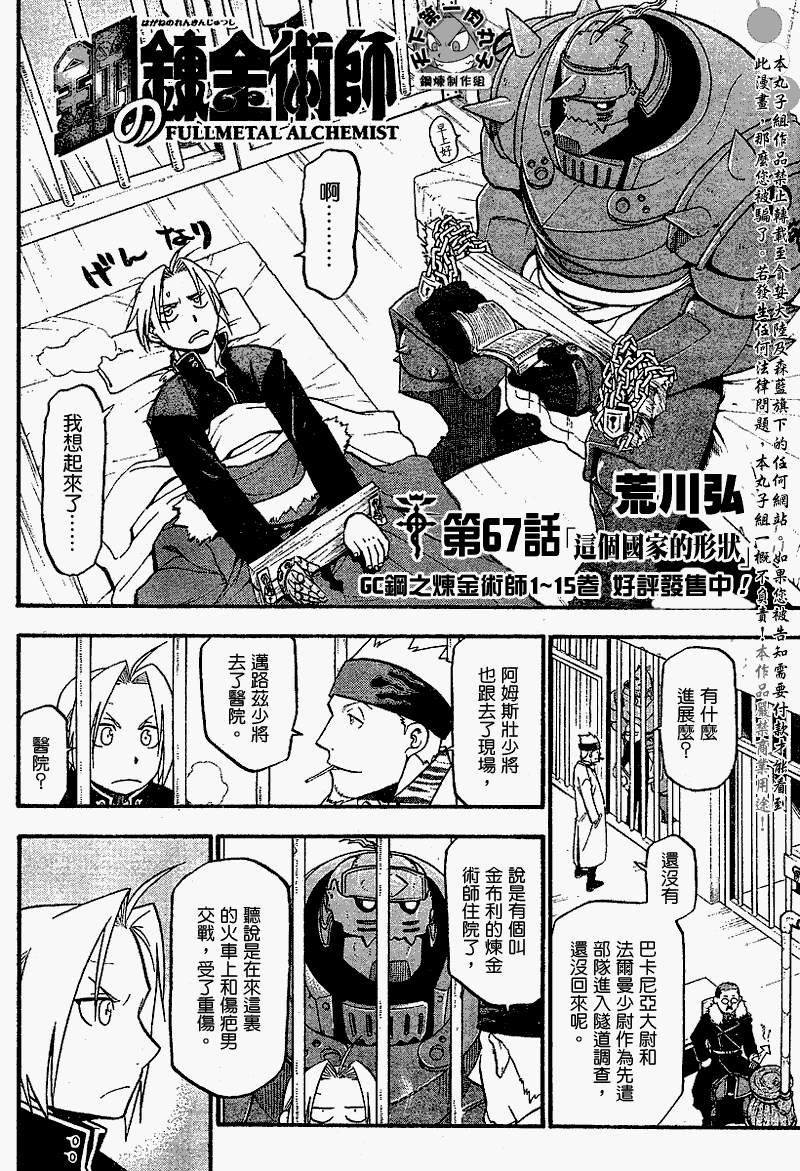 はがねのれんきんじゅつし
鋼の錬金術師
FULLMETAL ALCHEMIST
天下第一肉丸子
鋼煉制作組
本丸子組作品禁止轉載至貪婪大陸及森藍旗下的任何網站。如果您被告知需要付款才能看到
此漫畫，那麼您被騙了。若發生任何法律問題，本丸子組一概不負責！本作品嚴禁商業用途！
早上好
啊………
げんなり
我想起來了……
荒川弘
第67話「這個國家的形狀」
GC鋼之煉金術師1~15巻 好評發售中！
有什麼
進展麼？
阿姆斯壯少將
也跟去了現場，
邁路茲少將
去了醫院。
醫院？
還沒有
巴卡尼亞大尉和
法爾曼少尉作為先遣
部隊進入隧道調查，
還沒回來呢。
說是有個叫
金布利的煉金
術師住院了，
聽說是在來這裏
的火車上和傷疤男
交戰，受了重傷。